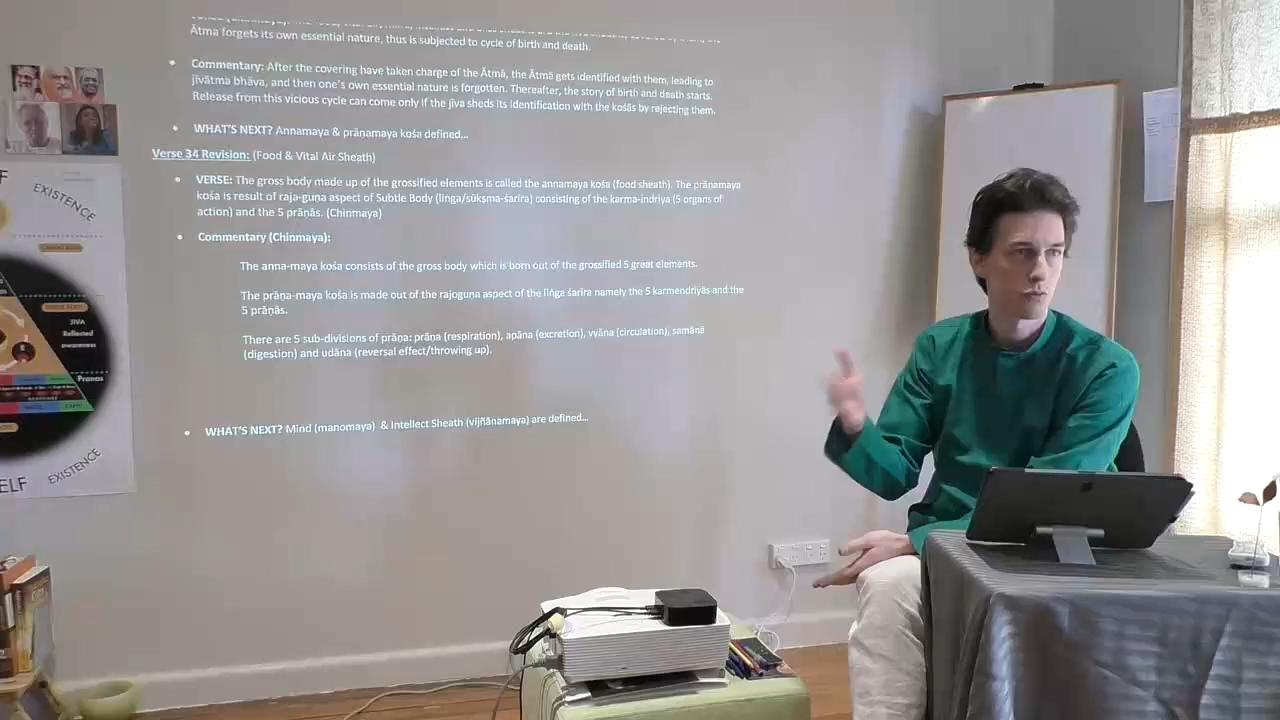 Ātma forgets its own essential nature, thus is subjected to cycle of birth and death.
• Commentary: After the covering have taken charge of the Ātmā, the Ātmā gets identified with them, leading to
jīvātma bhāva, and then one's own essential nature is forgotten. Thereafter, the story of birth and death starts.
Release from this vicious cycle can come only if the jīva sheds its identification with the kośās by rejecting them.
• WHAT'S NEXT? Annamaya & prāṇamaya kośa defined...
Verse 34 Revision: (Food & Vital Air Sheath)
• VERSE: The gross body made up of the grossified elements is called the annamaya kośa (food sheath). The prāṇamaya
kośa is result of raja-guṇa aspect of Subtle Body (liṅga/sūkṣma-śarīra) consisting of the karma-indriya (5 organs of
action) and the 5 prāṇās. (Chinmaya)
• Commentary (Chinmaya):
The anna-maya kośa consists of the gross body which is born out of the grossified 5 great elements.
The prāṇa-maya kośa is made out of the rajoguṇa aspect of the liṅga śarīra namely the 5 karmendriyās and the
5 prāṇās.
There are 5 sub-divisions of prāṇa: prāṇa (respiration), apāna (excretion), vyāna (circulation), samānā
(digestion) and udāna (reversal effect/throwing up).
• WHAT'S NEXT? Mind (manomaya) & Intellect Sheath (vijñānamaya) are defined...
EXISTENCE
JIVA
Reflected
awareness
Pranas
ELF
EXISTENCE